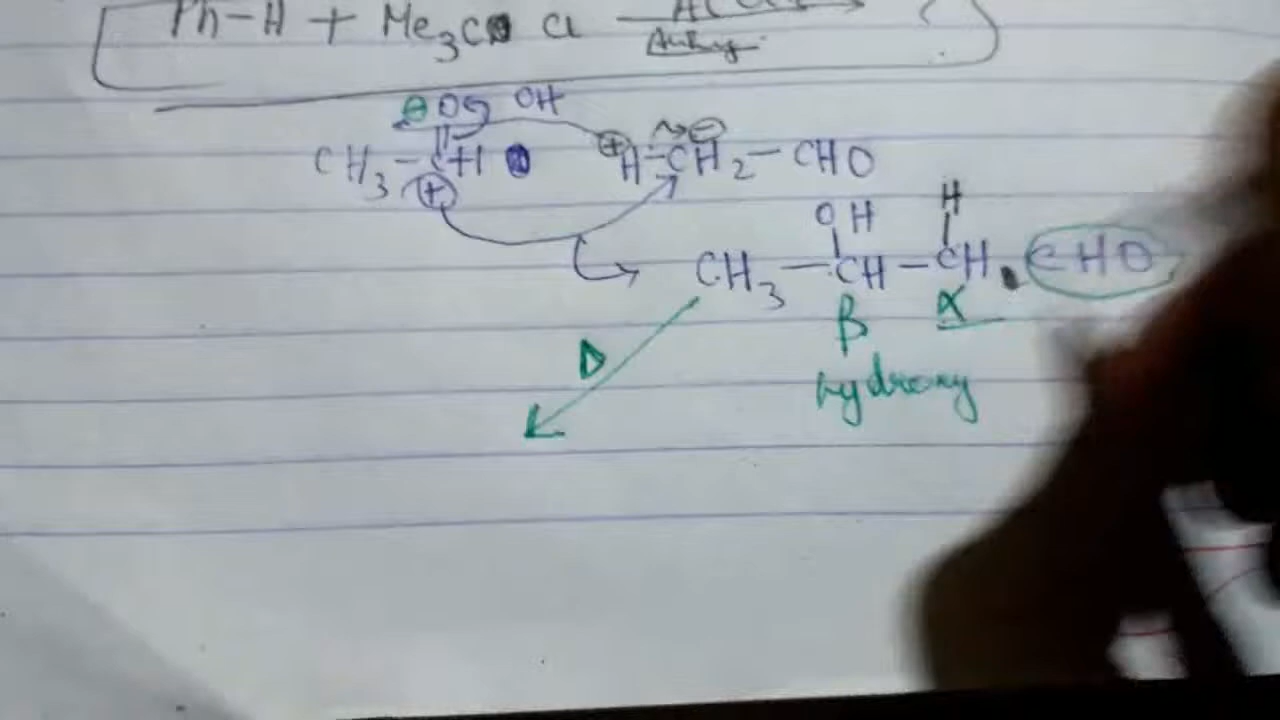 Ph-H + Me3C Cl
⊖ O OH
CH3 - C H ⊕ H - CH2 - CHO
⊕ ⊖
OH H
CH3 - CH - CH CHO
β α
Δ
hydroxy